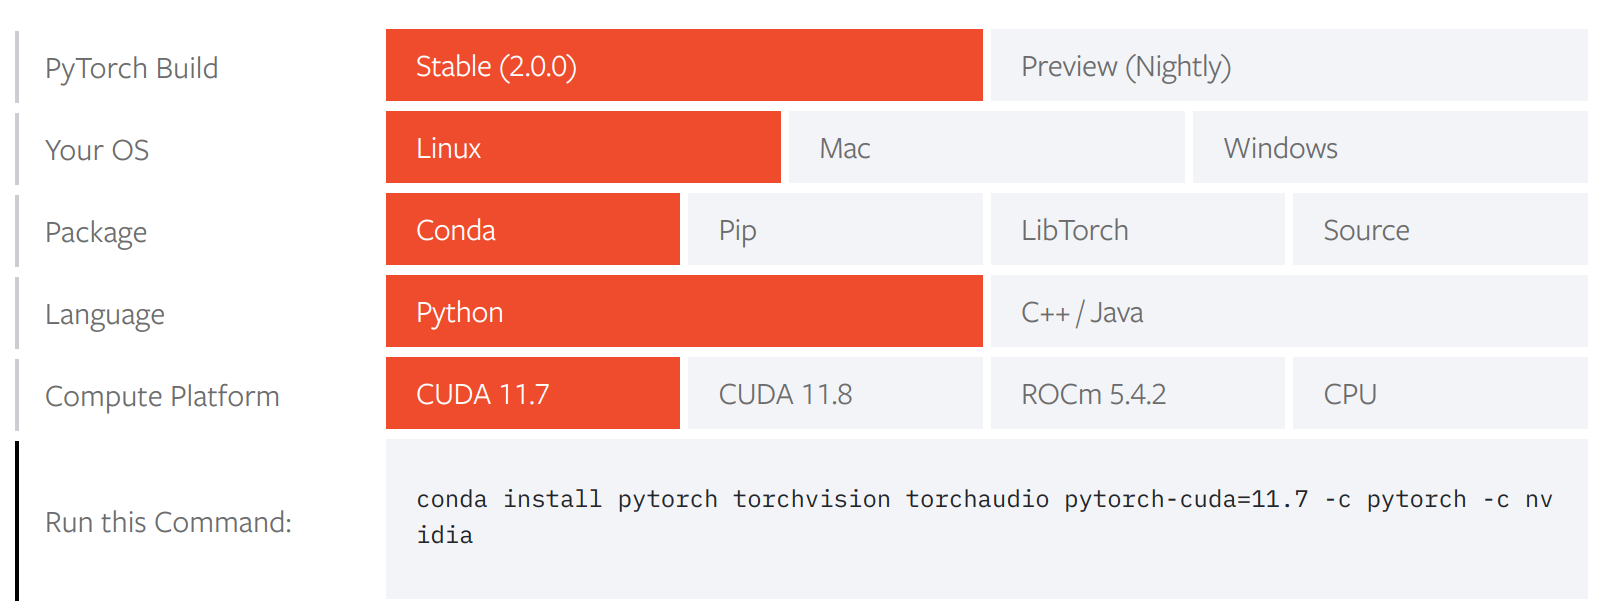 PyTorch Build Stable (2.0.0) Preview (Nightly)
Your OS Linux Mac Windows
Package Conda Pip LibTorch Source
Language Python C++ / Java
Compute Platform CUDA 11.7 CUDA 11.8 ROCm 5.4.2 CPU
Run this Command: conda install pytorch torchvision torchaudio pytorch-cuda=11.7 -c pytorch -c nv
idia